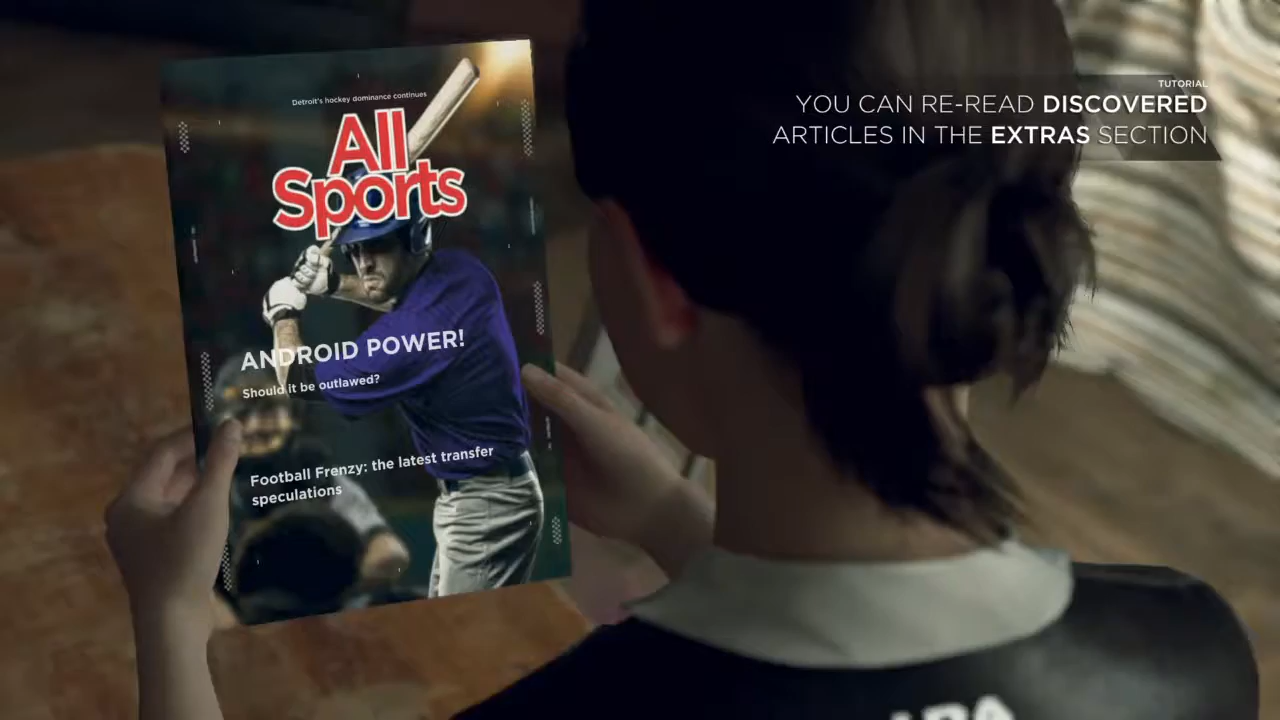 TUTORIAL
YOU CAN RE-READ DISCOVERED
ARTICLES IN THE EXTRAS SECTION
Detroit's hockey dominance continues
All
Sports
ANDROID POWER!
Should it be outlawed?
Football Frenzy; the latest transfer
speculations